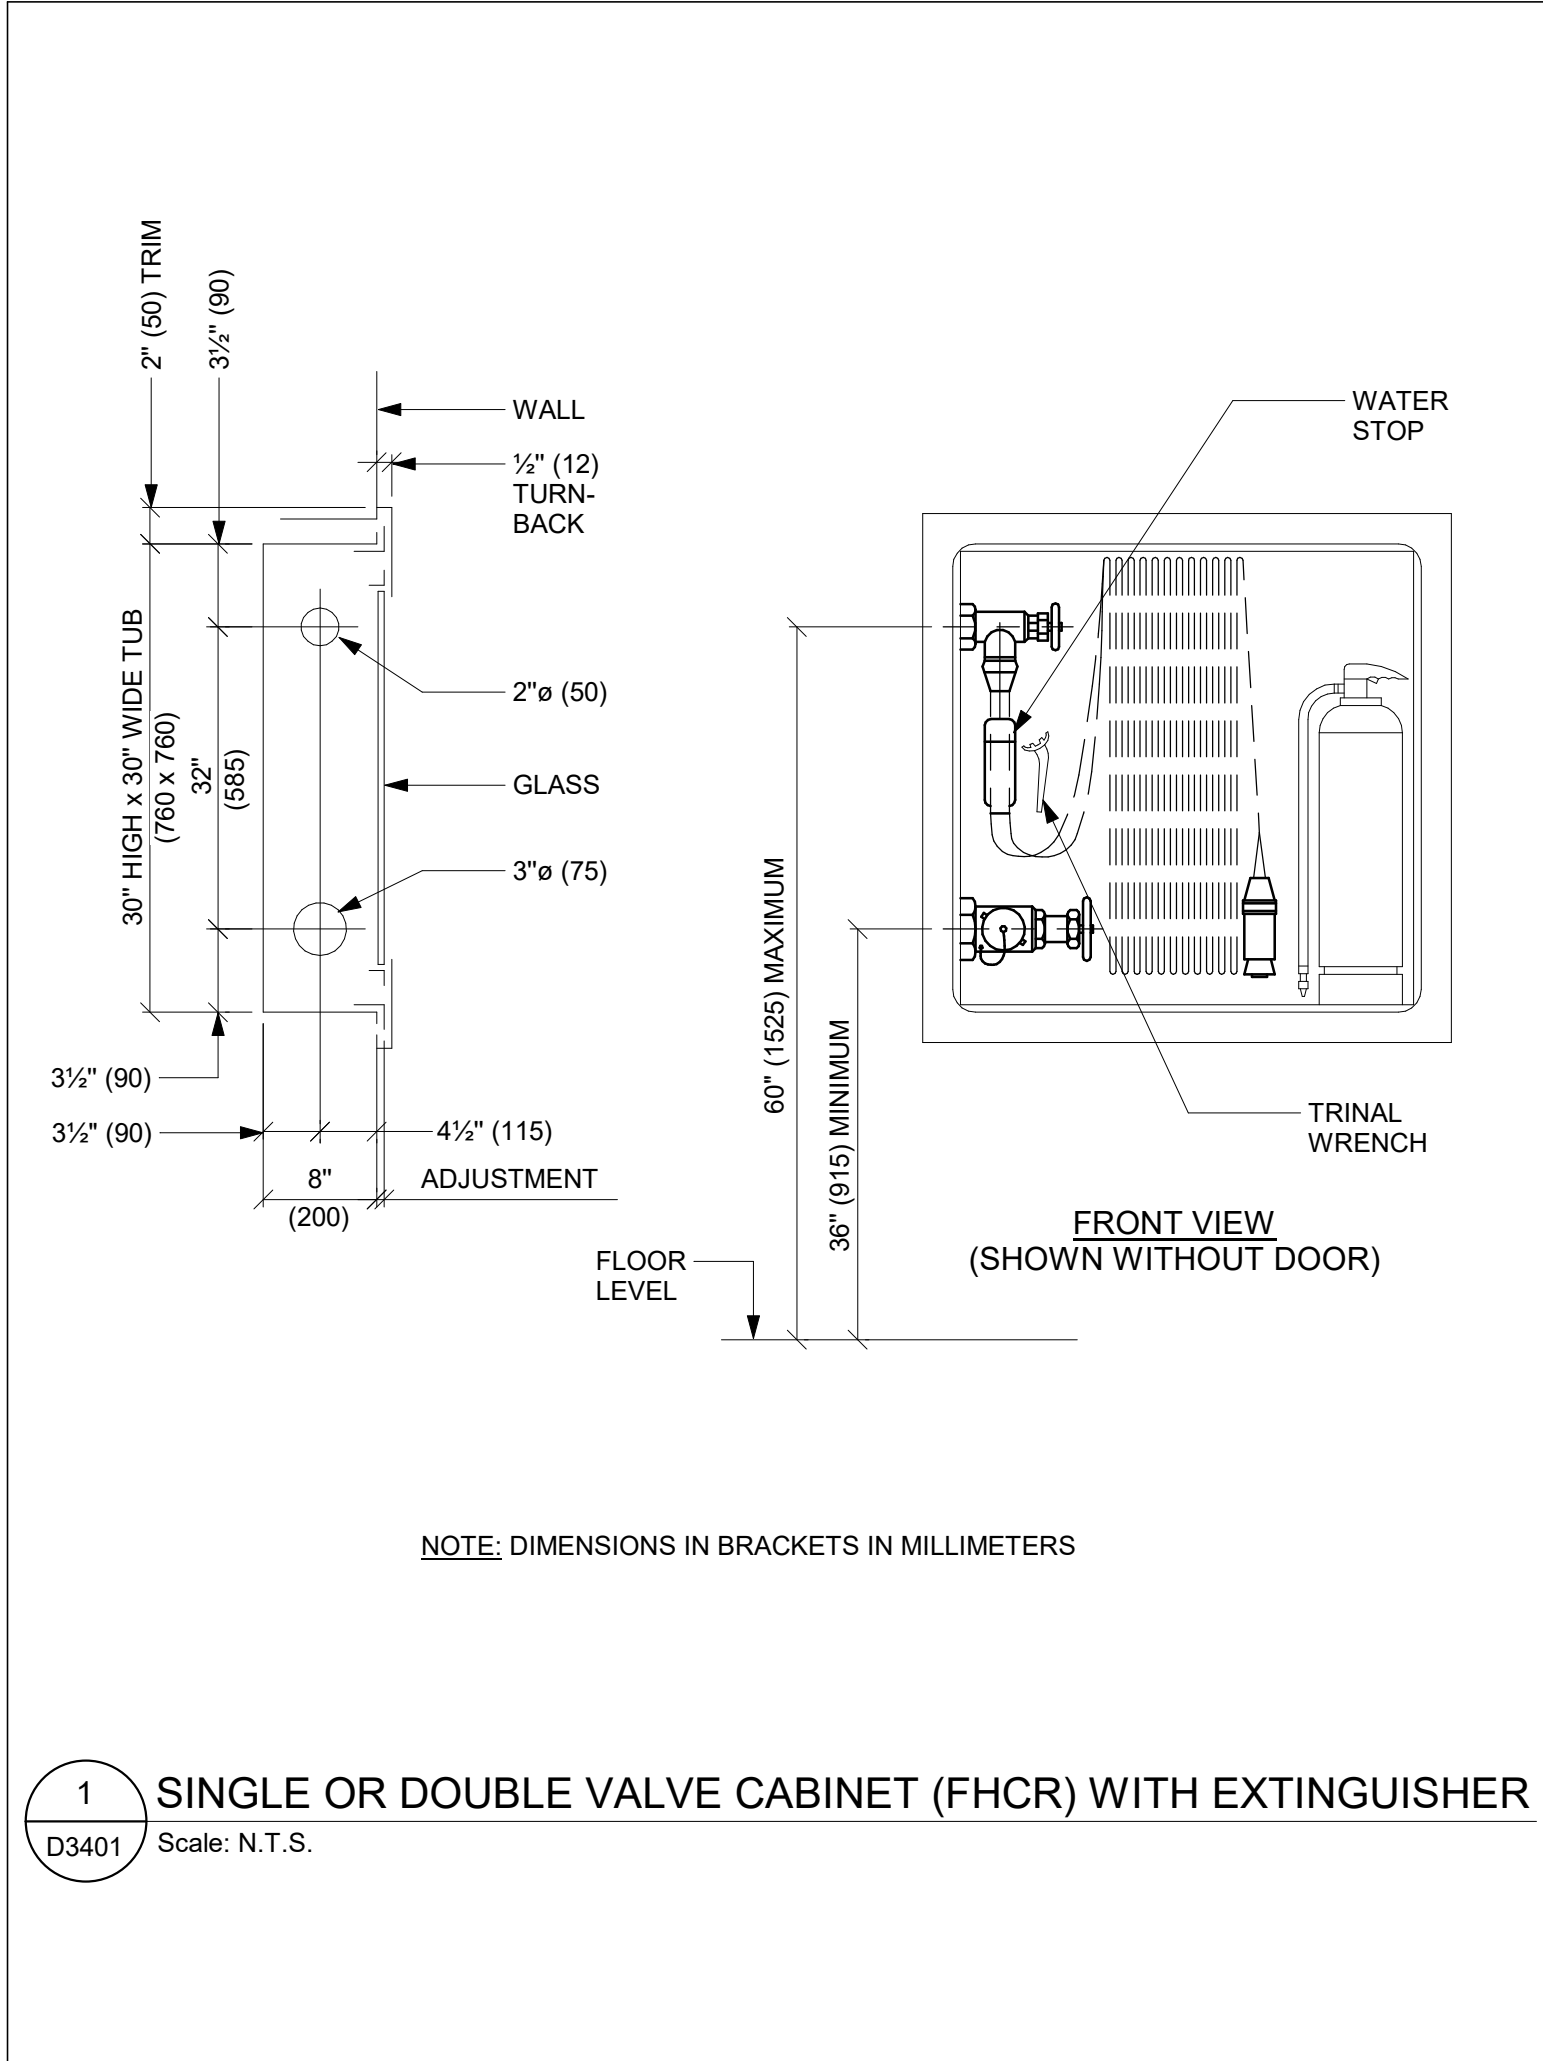 2" (50) TRIM
3½" (90)
WALL
½" (12)
TURN-
BACK
WATER
STOP
30" HIGH x 30" WIDE TUB
(760 x 760)
32"
(585)
2"ø (50)
GLASS
3"ø (75)
60" (1525) MAXIMUM
36" (915) MINIMUM
3½" (90)
3½" (90)
4½" (115)
8"
(200)
ADJUSTMENT
TRINAL
WRENCH
FLOOR
LEVEL
FRONT VIEW
(SHOWN WITHOUT DOOR)
NOTE: DIMENSIONS IN BRACKETS IN MILLIMETERS
1
D3401
SINGLE OR DOUBLE VALVE CABINET (FHCR) WITH EXTINGUISHER
Scale: N.T.S.